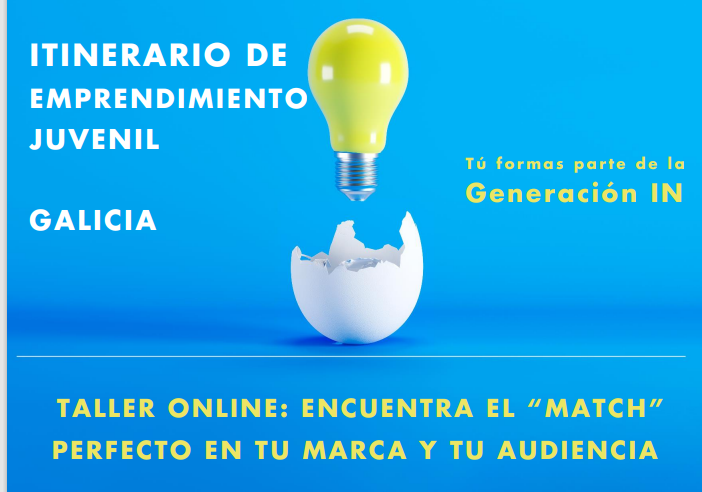 ITINERARIO DE
EMPRENDIMIENTO
JUVENIL
GALICIA
Tú formas parte de la
Generación IN
TALLER ONLINE: ENCUENTRA EL “MATCH”
PERFECTO EN TU MARCA Y TU AUDIENCIA